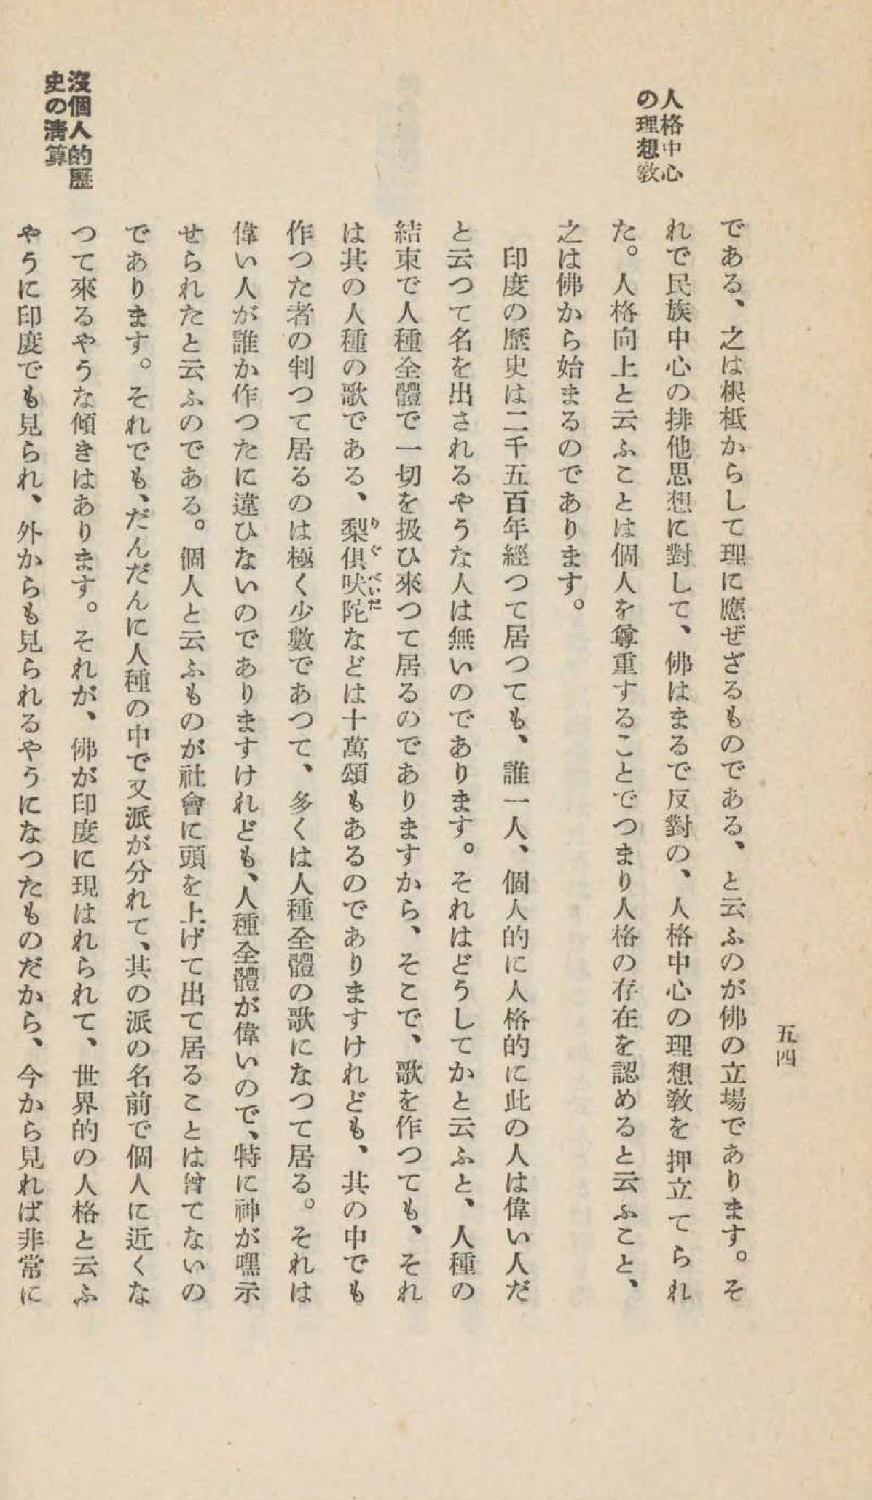 五四
人格中心
の理想敎
である、之は根柢からして理に應ぜざるものである、と云ふのが佛の立場であります。そ
れで民族中心の排他思想に對して、佛はまるで反對の、人格中心の理想敎を押立てられ
た。人格向上と云ふことは個人を尊重することでつまり人格の存在を認めると云ふこと、
之は佛から始まるのであります。
印度の歷史は二千五百年經つて居つても、誰一人、個人的に人格的に此の人は偉い人だ
と云つて名を出されるやうな人は無いのであります。それはどうしてかと云ふと、人種の
結束で人種全體で一切を扱ひ來つて居るのでありますから、そこで、歌を作つても、それ
は其の人種の歌である、梨俱吠陀などは十萬頌もあるのでありますけれども、其の中でも
りぐべいだ
作つた者の判つて居るのは極く少數であつて、多くは人種全體の歌になつて居る。それは
偉い人が誰か作つたに違ひないのでありますけれども、人種全體が偉いので、特に神が嘿示
せられたと云ふのである。個人と云ふものが社會に頭を上げて出て居ることは曾てないの
であります。それでも、だんだんに人種の中で又派が分れて、其の派の名前で個人に近くな
つて來るやうな傾きはあります。それが、佛が印度に現はれられて、世界的の人格と云ふ
沒個人的歷
史の淸算
やうに印度でも見られ、外からも見られるやうになつたものだから、今から見れば非常に